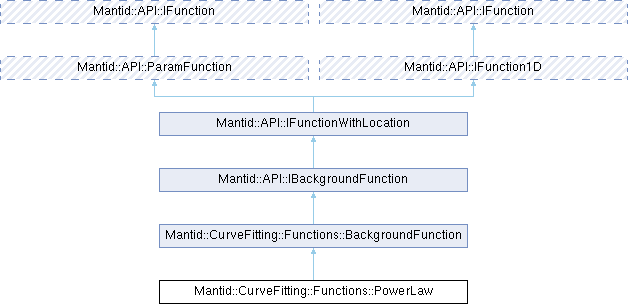 Mantid::API::IFunction
Mantid::API::IFunction
Mantid::API::ParamFunction
Mantid::API::IFunction1D
Mantid::API::IFunctionWithLocation
Mantid::API::IBackgroundFunction
Mantid::CurveFitting::Functions::BackgroundFunction
Mantid::CurveFitting::Functions::PowerLaw